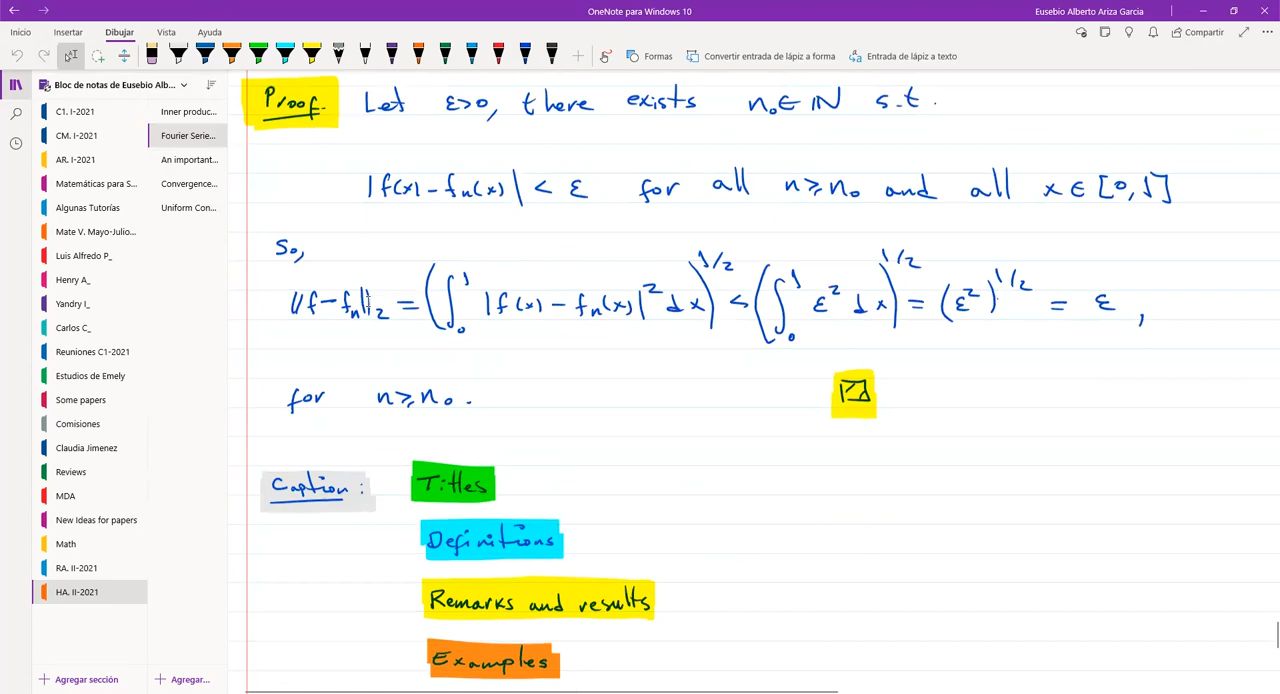 OneNote para Windows 10
Eusebio Alberto Ariza Garcia
Inicio Insertar Dibujar Vista Ayuda
Compartir
Formas Convertir entrada de lápiz a forma Entrada de lápiz a texto
Bloc de notas de Eusebio Alb...
C1. I-2021
CM. I-2021
AR. I-2021
Matemáticas para S...
Algunas Tutorías
Mate V. Mayo-Julio...
Luis Alfredo P_
Henry A_
Yandry I_
Carlos C_
Reuniones C1-2021
Estudios de Emely
Some papers
Comisiones
Claudia Jimenez
Reviews
MDA
New Ideas for papers
Math
RA. II-2021
HA. II-2021
Agregar sección
Inner produc...
Fourier Serie...
An important...
Convergence...
Uniform Con...
Agregar...
Proof. Let ε>0, there exists n₀∈ℕ s.t.
|f(x)-fₙ(x)| < ε for all n≥n₀ and all x∈[0,1]
So,
||f-fₙ||₂ = (∫₀¹ |f(x)-fₙ(x)|² dx)^1/2 < (∫₀¹ ε² dx)^1/2 = (ε²)^1/2 = ε,
for n≥n₀.
Caption: Titles
Definitions
Remarks and results
Examples